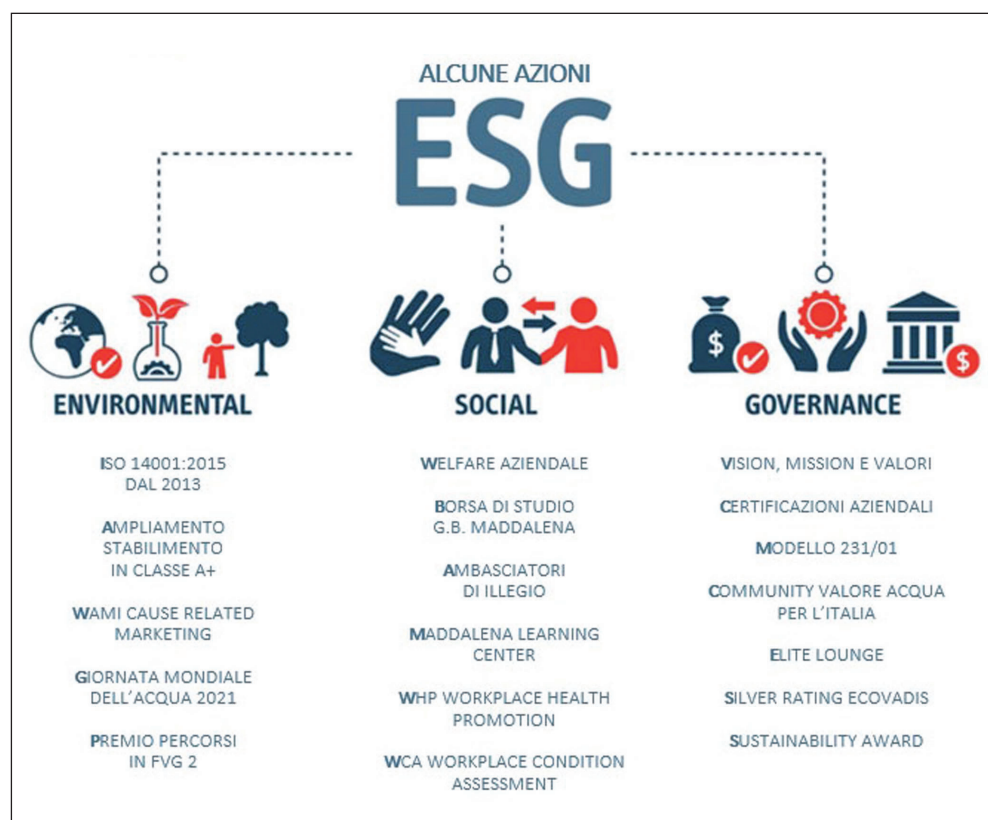 ALCUNE AZIONI
ESG
ENVIRONMENTAL
ISO 14001:2015
DAL 2013
AMPLIAMENTO
STABILIMENTO
IN CLASSE A+
WAMI CAUSE RELATED
MARKETING
GIORNATA MONDIALE
DELL'ACQUA 2021
PREMIO PERCORSI
IN FVG 2
SOCIAL
WELFARE AZIENDALE
BORSA DI STUDIO
G.B. MADDALENA
AMBASCIATORI
DI ILLEGIO
MADDALENA LEARNING
CENTER
WHP WORKPLACE HEALTH
PROMOTION
WCA WORKPLACE CONDITION
ASSESSMENT
$
$
GOVERNANCE
VISION, MISSION E VALORI
CERTIFICAZIONI AZIENDALI
MODELLO 231/01
COMMUNITY VALORE ACQUA
PER L'ITALIA
ELITE LOUNGE
SILVER RATING ECOVADIS
SUSTAINABILITY AWARD